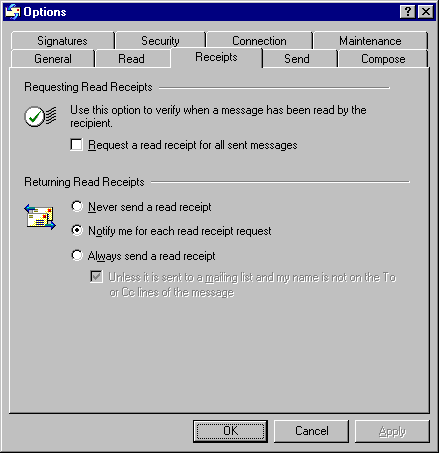 Options
Signatures Security Connection Maintenance
General Read Receipts Send Compose
Requesting Read Receipts
Use this option to verify when a message has been read by the
recipient.
Request a read receipt for all sent messages
Returning Read Receipts
Never send a read receipt
Notify me for each read receipt request
Always send a read receipt
Unless it is sent to a mailing list and my name is not on the To
or Cc lines of the message
OK Cancel Apply